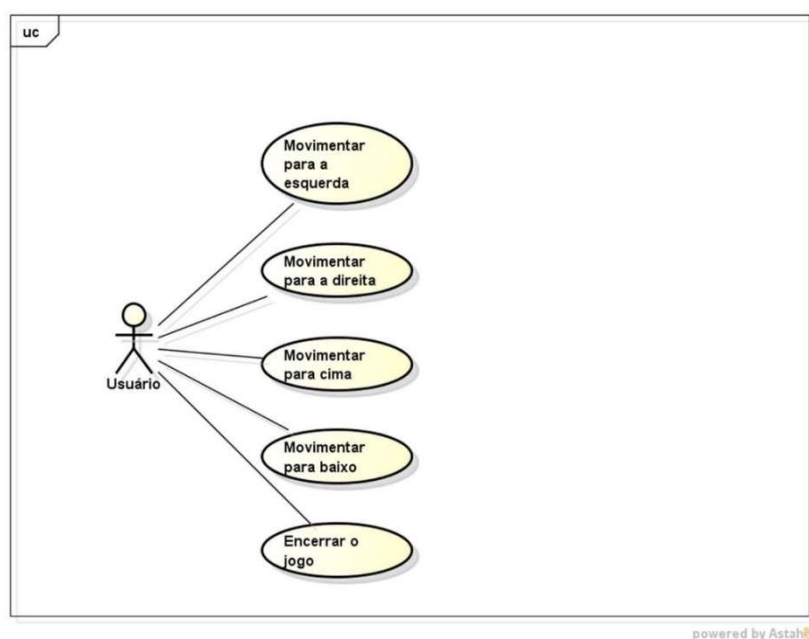 uc
Movimentar
para a
esquerda
Movimentar
para a direita
Usuário
Movimentar
para cima
Movimentar
para baixo
Encerrar o
jogo
powered by Astah